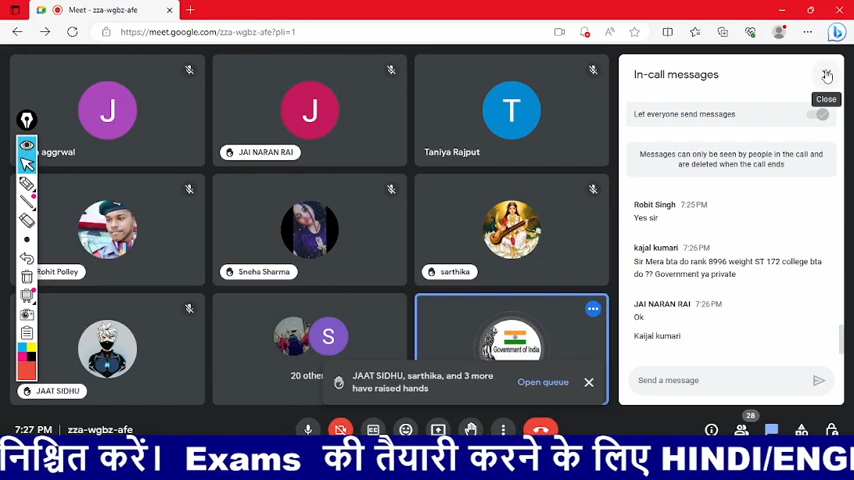 Meet - zza-wgbz-afe
https://meet.google.com/zza-wgbz-afe?pli=1
J
J
T
aggrwal
JAI NARAN RAI
Taniya Rajput
Rohit Polley
Sneha Sharma
sarthika
JAAT SIDHU
S
20 other
Government of India
JAAT SIDHU, sarthika, and 3 more
have raised hands
Open queue
In-call messages
Close
Let everyone send messages
Messages can only be seen by people in the call and
are deleted when the call ends
Robit Singh 7:25 PM
Yes sir
kajal kumari 7:26 PM
Sir Mera bta do rank 8996 weight ST 172 college bta
do ?? Government ya private
JAI NARAN RAI 7:26 PM
Ok
Kaijal kumari
Send a message
7:27 PM | zza-wgbz-afe
28
निश्चित करें। Exams की तैयारी करने के लिए HINDI/ENG